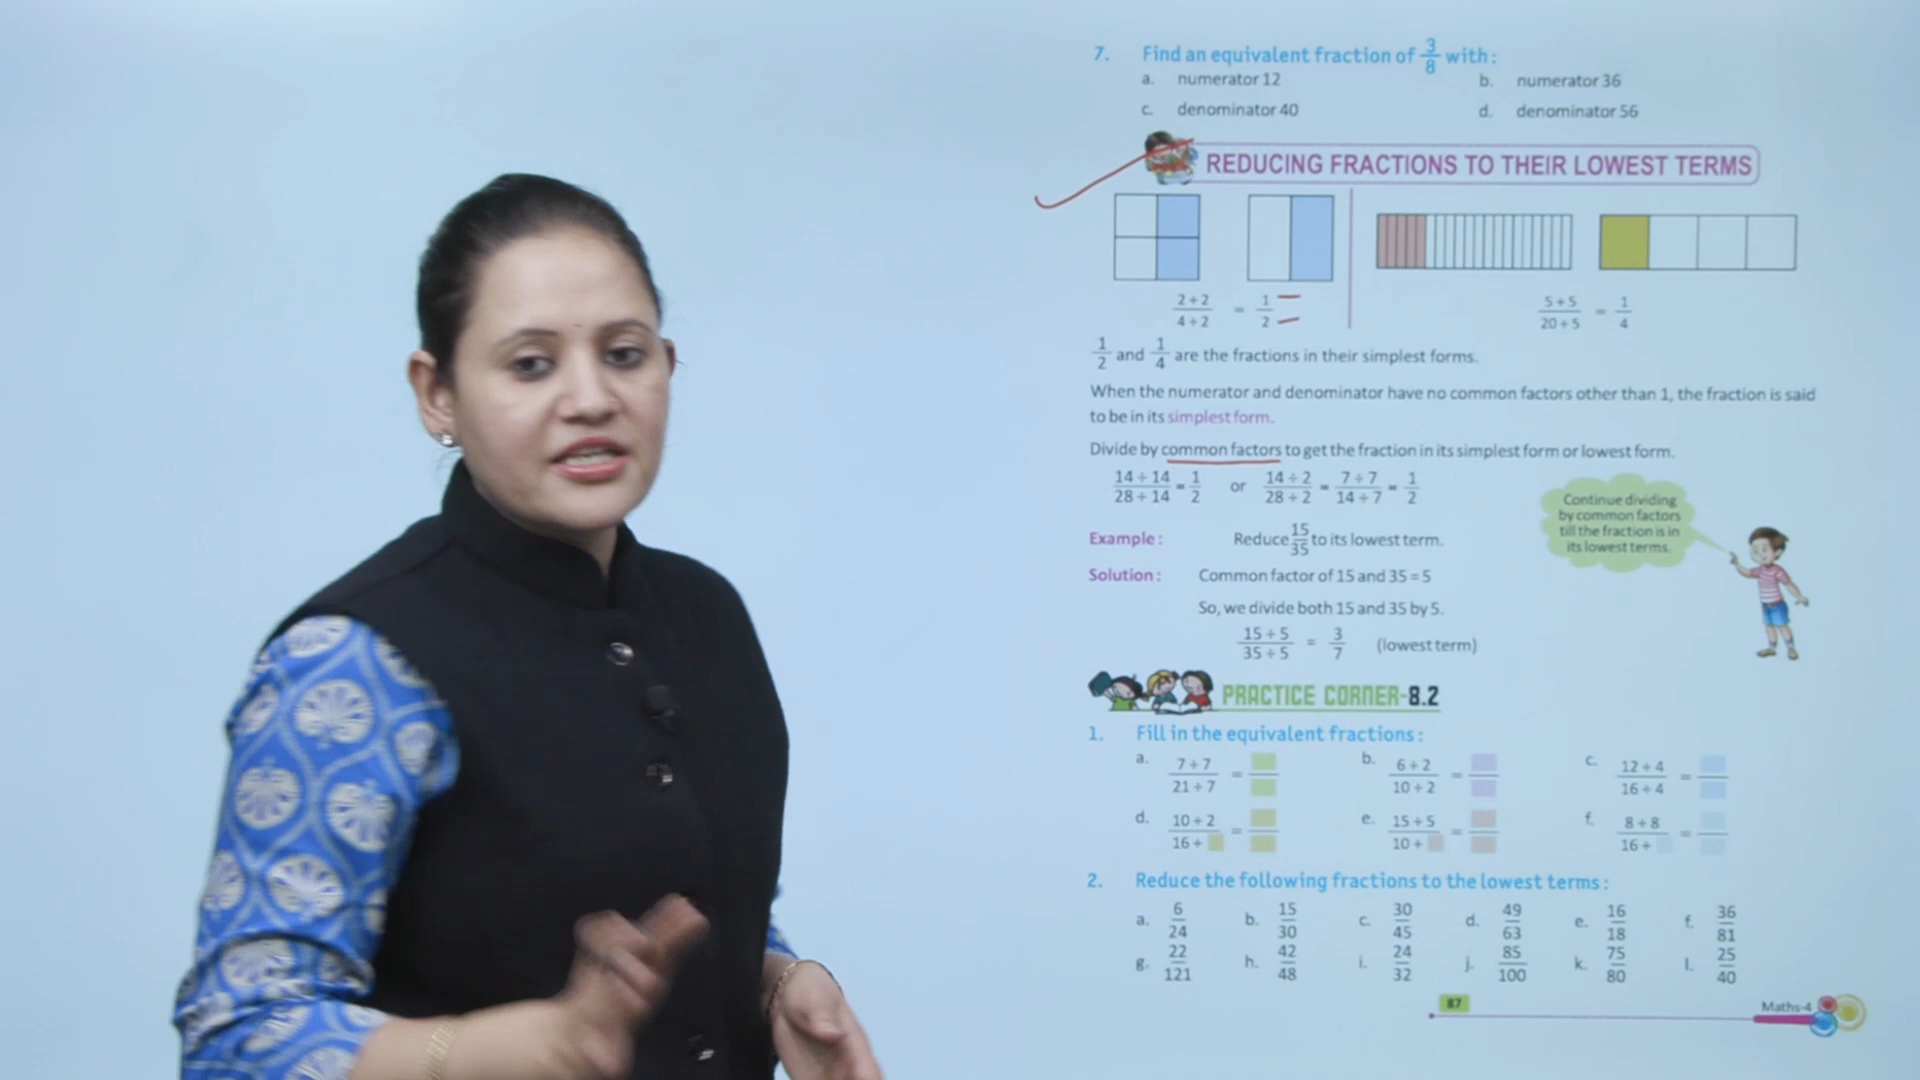 7. Find an equivalent fraction of 3/8 with:
a. numerator 12 b. numerator 36
c. denominator 40 d. denominator 56
REDUCING FRACTIONS TO THEIR LOWEST TERMS
2÷2/4÷2 = 1/2 5÷5/20÷5 = 1/4
1/2 and 1/4 are the fractions in their simplest forms.
When the numerator and denominator have no common factors other than 1, the fraction is said
to be in its simplest form.
Divide by common factors to get the fraction in its simplest form or lowest form.
14÷14/28÷14 = 1/2 or 14÷2/28÷2 = 7÷7/14÷7 = 1/2
Continue dividing
by common factors
till the fraction is in
its lowest terms.
Example: Reduce 15/35 to its lowest term.
Solution: Common factor of 15 and 35 = 5
So, we divide both 15 and 35 by 5.
15÷5/35÷5 = 3/7 (lowest term)
PRACTICE CORNER-8.2
1. Fill in the equivalent fractions:
a. 7÷7/21÷7 = b. 6÷2/10÷2 = c. 12÷4/16÷4 =
d. 10÷2/16÷ = e. 15÷5/10÷ = f. 8÷8/16÷ =
2. Reduce the following fractions to the lowest terms:
a. 6/24 b. 15/30 c. 30/45 d. 49/63 e. 16/18 f. 36/81
g. 22/121 h. 42/48 i. 24/32 j. 85/100 k. 75/80 l. 25/40
87 Maths-4